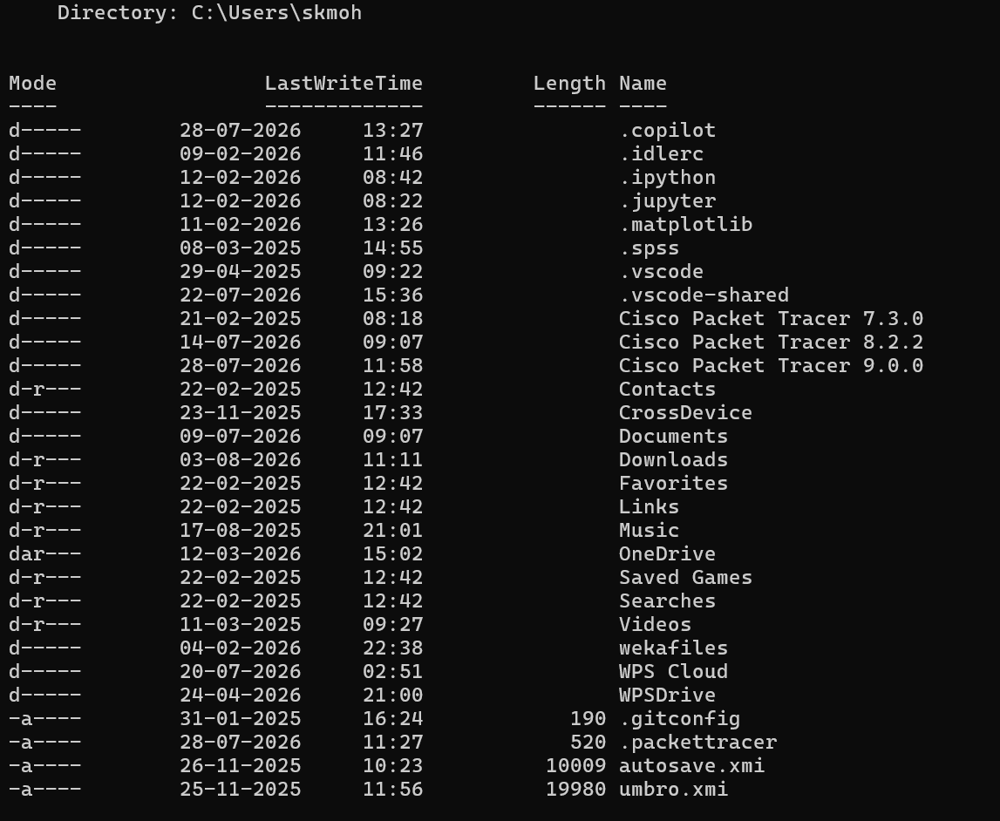 Directory: C:\Users\skmoh
Mode LastWriteTime Length Name
---- ------------- ------ ----
d----- 28-07-2026 13:27 .copilot
d----- 09-02-2026 11:46 .idlerc
d----- 12-02-2026 08:42 .ipython
d----- 12-02-2026 08:22 .jupyter
d----- 11-02-2026 13:26 .matplotlib
d----- 08-03-2025 14:55 .spss
d----- 29-04-2025 09:22 .vscode
d----- 22-07-2026 15:36 .vscode-shared
d----- 21-02-2025 08:18 Cisco Packet Tracer 7.3.0
d----- 14-07-2026 09:07 Cisco Packet Tracer 8.2.2
d----- 28-07-2026 11:58 Cisco Packet Tracer 9.0.0
d-r--- 22-02-2025 12:42 Contacts
d----- 23-11-2025 17:33 CrossDevice
d----- 09-07-2026 09:07 Documents
d-r--- 03-08-2026 11:11 Downloads
d-r--- 22-02-2025 12:42 Favorites
d-r--- 22-02-2025 12:42 Links
d-r--- 17-08-2025 21:01 Music
dar--- 12-03-2026 15:02 OneDrive
d-r--- 22-02-2025 12:42 Saved Games
d-r--- 22-02-2025 12:42 Searches
d-r--- 11-03-2025 09:27 Videos
d----- 04-02-2026 22:38 wekafiles
d----- 20-07-2026 02:51 WPS Cloud
d----- 24-04-2026 21:00 WPSDrive
-a---- 31-01-2025 16:24 190 .gitconfig
-a---- 28-07-2026 11:27 520 .packettracer
-a---- 26-11-2025 10:23 10009 autosave.xmi
-a---- 25-11-2025 11:56 19980 umbro.xmi